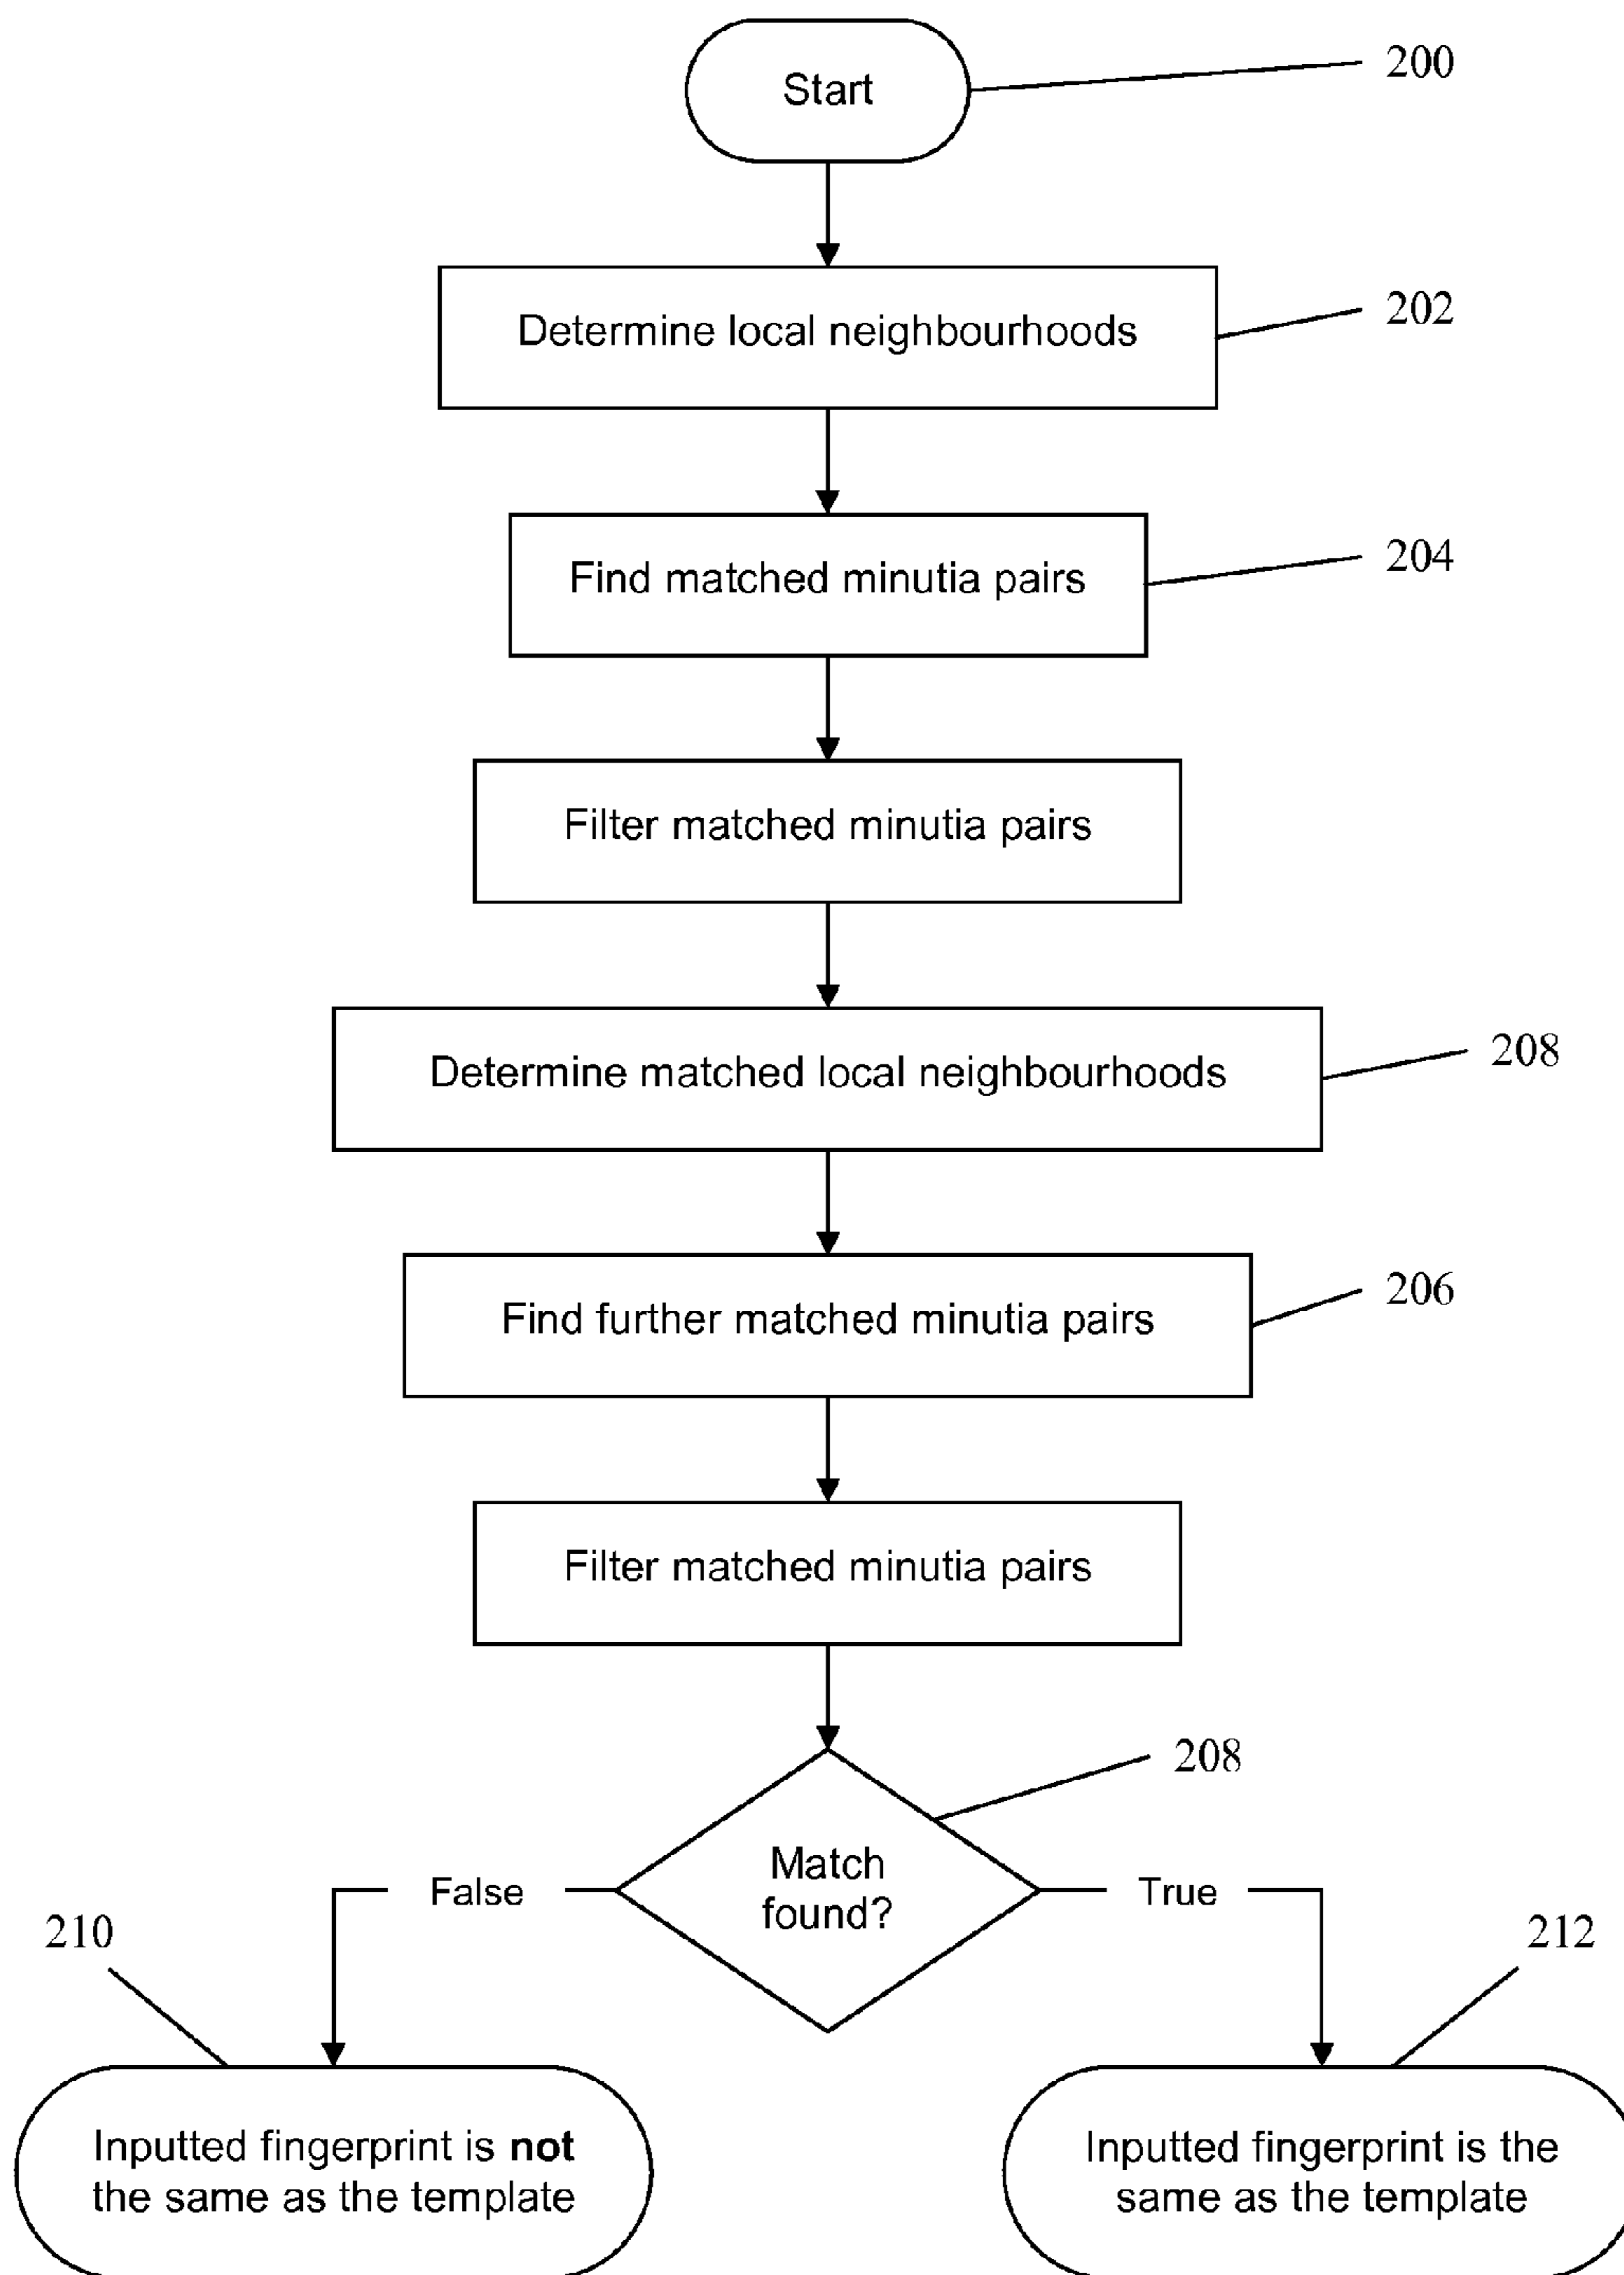 Start
200
Determine local neighbourhoods
202
Find matched minutia pairs
204
Filter matched minutia pairs
Determine matched local neighbourhoods
208
Find further matched minutia pairs
206
Filter matched minutia pairs
208
Match
found?
False
True
210
212
Inputted fingerprint is not
the same as the template
Inputted fingerprint is the
same as the template